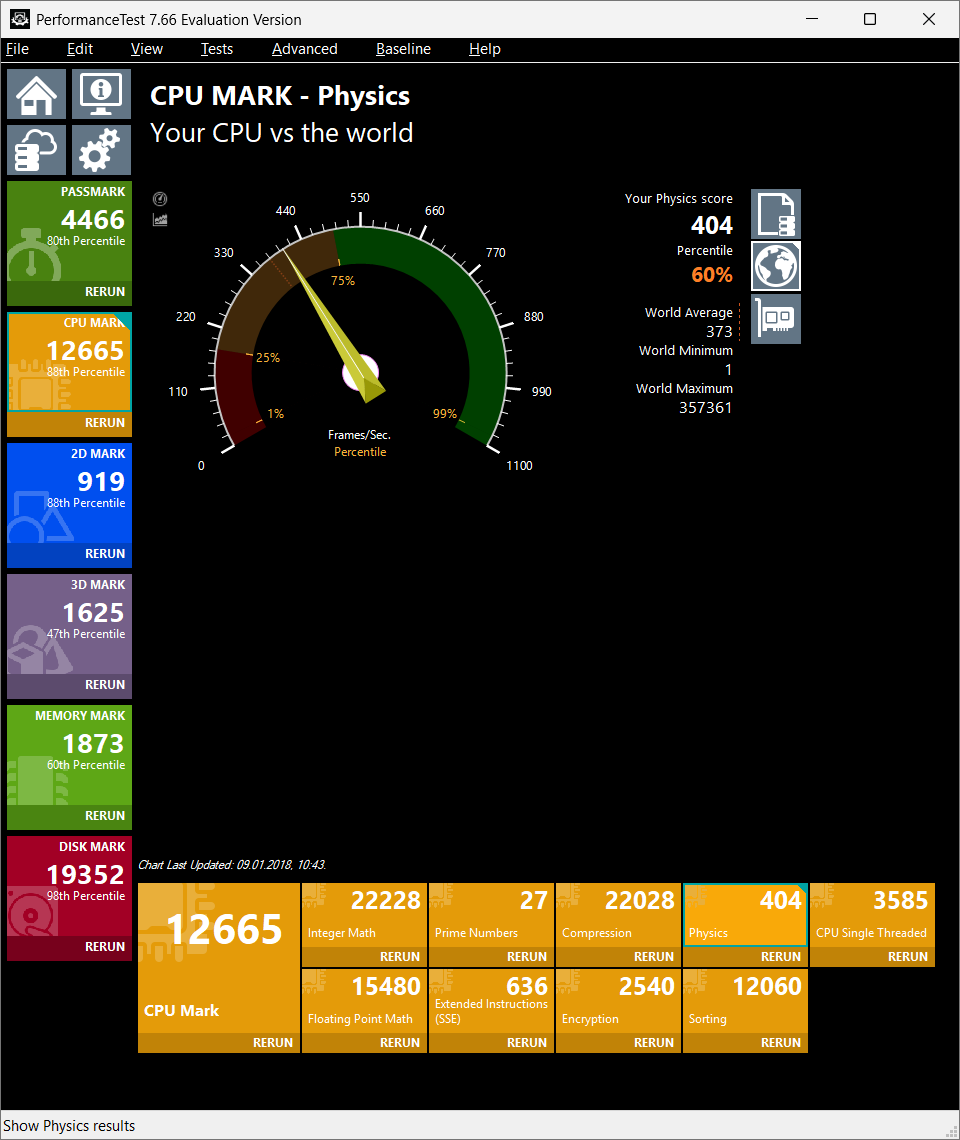 PerformanceTest 7.66 Evaluation Version
File Edit View Tests Advanced Baseline Help
CPU MARK - Physics
Your CPU vs the world
PASSMARK
4466
80th Percentile
RERUN
CPU MARK
12665
88th Percentile
RERUN
2D MARK
919
88th Percentile
RERUN
3D MARK
1625
47th Percentile
RERUN
MEMORY MARK
1873
60th Percentile
RERUN
DISK MARK
19352
98th Percentile
RERUN
0
110
220
330
440
550
660
770
880
990
1100
1%
25%
75%
99%
Frames/Sec.
Percentile
Your Physics score
404
Percentile
60%
World Average
373
World Minimum
1
World Maximum
357361
Chart Last Updated: 09.01.2018, 10:43.
12665
CPU Mark
RERUN
22228
Integer Math
RERUN
27
Prime Numbers
RERUN
22028
Compression
RERUN
404
Physics
RERUN
3585
CPU Single Threaded
RERUN
15480
Floating Point Math
RERUN
636
Extended Instructions
(SSE)
RERUN
2540
Encryption
RERUN
12060
Sorting
RERUN
Show Physics results